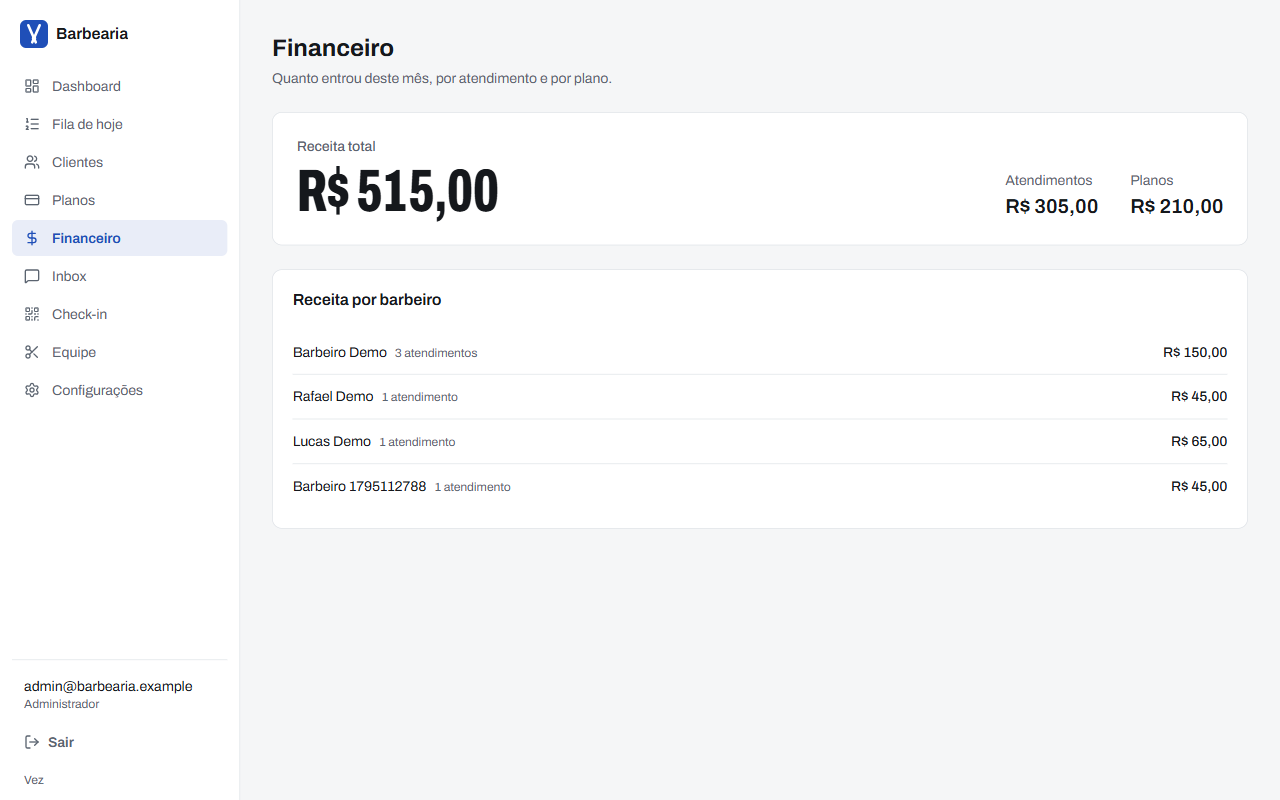 Barbearia
Dashboard
Fila de hoje
Clientes
Planos
Financeiro
Inbox
Check-in
Equipe
Configurações
admin@barbearia.example
Administrador
Sair
Vez
Financeiro
Quanto entrou deste mês, por atendimento e por plano.
Receita total
R$ 515,00
Atendimentos
R$ 305,00
Planos
R$ 210,00
Receita por barbeiro
Barbeiro Demo 3 atendimentos R$ 150,00
Rafael Demo 1 atendimento R$ 45,00
Lucas Demo 1 atendimento R$ 65,00
Barbeiro 1795112788 1 atendimento R$ 45,00